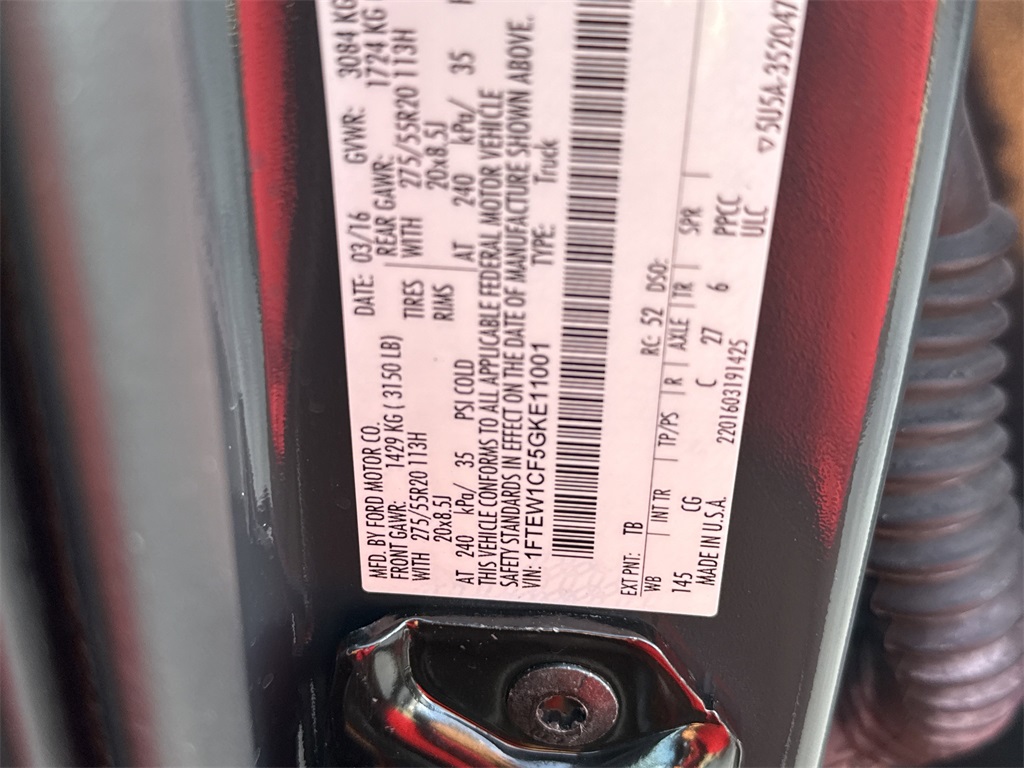 MFD. BY FORD MOTOR CO.
DATE: 03/16 GVWR: 3084 KG
FRONT GAWR: 1429 KG ( 3150 LB)
REAR GAWR: 1724 KG
WITH 275/55R20 113H TIRES WITH 275/55R20 113H
20x8.5J RIMS 20x8.5J
AT 240 kPa/ 35 PSI COLD AT 240 kPa/ 35
THIS VEHICLE CONFORMS TO ALL APPLICABLE FEDERAL MOTOR VEHICLE
SAFETY STANDARDS IN EFFECT ON THE DATE OF MANUFACTURE SHOWN ABOVE.
VIN: 1FTEW1CF5GKE11001 TYPE: Truck
EXT PNT: TB RC: 52 DSO:
WB | INT TR | TP/PS | R | AXLE | TR | SPR |
145 CG C 27 6 PPCC
MADE IN U.S.A. 2201603191425 ULC
5U5A-3520472